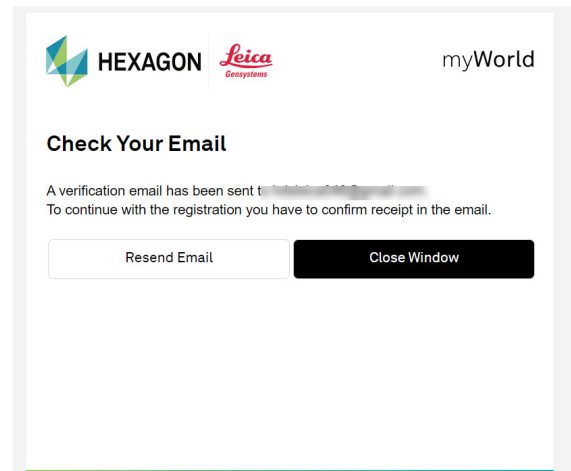 HEXAGON
Leica
Geosystems
myWorld
Check Your Email
A verification email has been sent
To continue with the registration you have to confirm receipt in the email.
Resend Email
Close Window